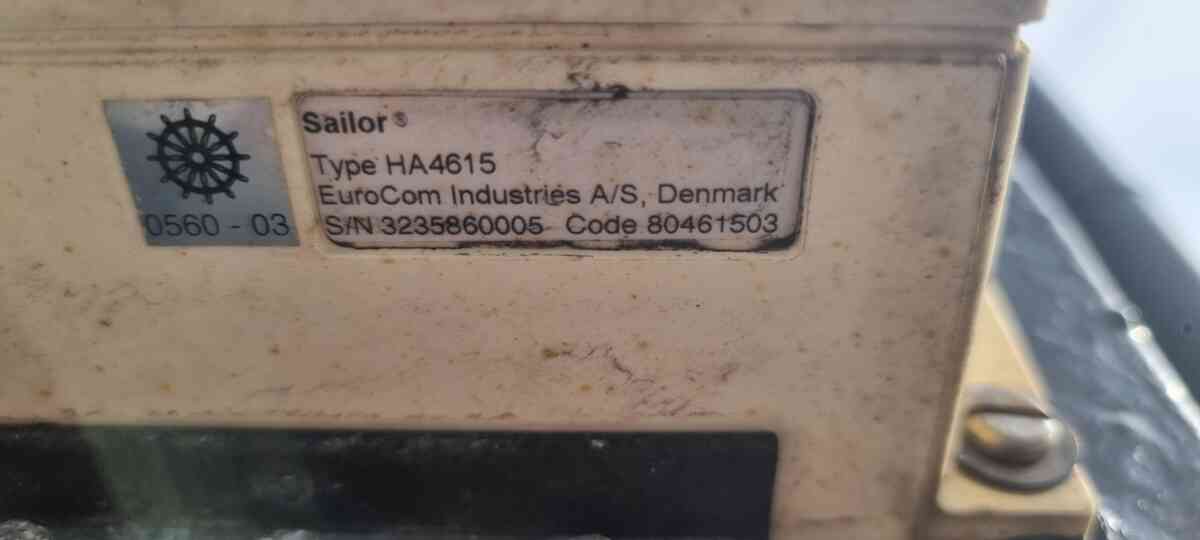 Sailor®
Type HA4615
EuroCom Industries A/S, Denmark
S/N 3235860005 Code 80461503
0560 - 03